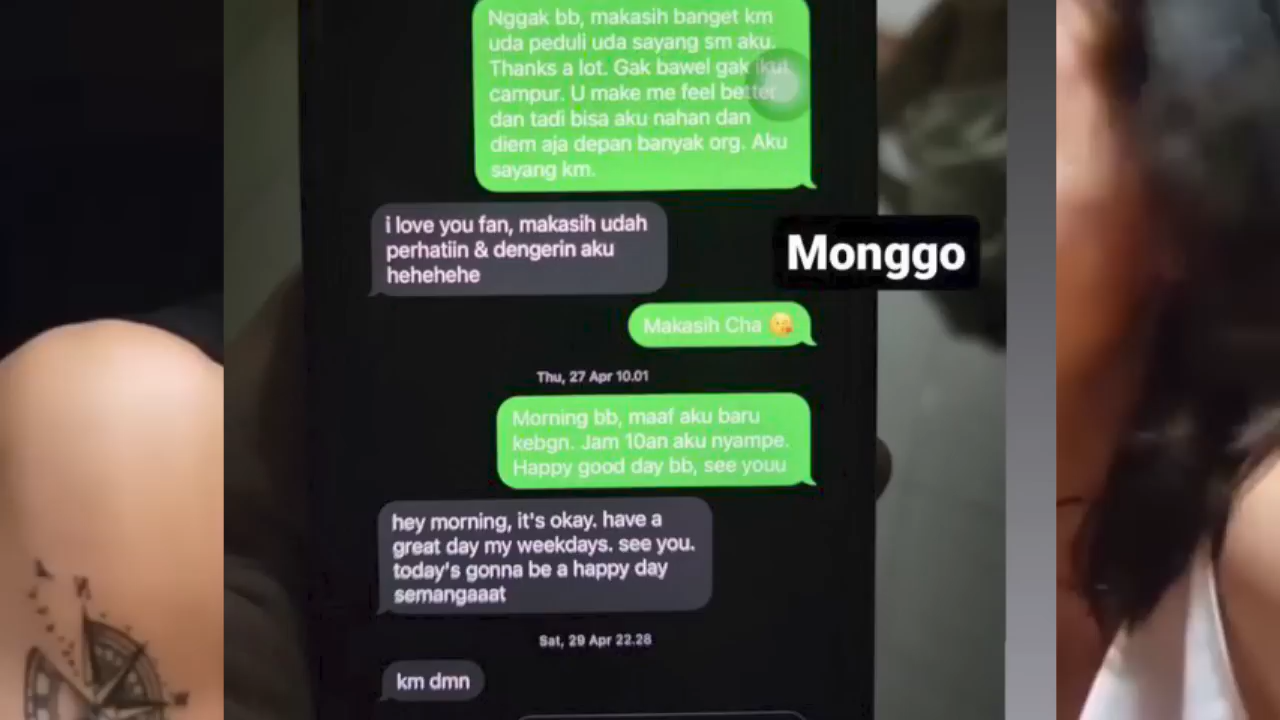 Nggak bb, makasih banget km
uda peduli uda sayang sm aku.
Thanks a lot. Gak bawel gak ikut
campur. U make me feel better
dan tadi bisa aku nahan dan
diem aja depan banyak org. Aku
sayang km.
i love you fan, makasih udah
perhatiin & dengerin aku
hehehehe
Monggo
Makasih Cha 😘
Thu, 27 Apr 10.01
Morning bb, maaf aku baru
kebgn. Jam 10an aku nyampe.
Happy good day bb, see youu
hey morning, it's okay. have a
great day my weekdays. see you.
today's gonna be a happy day
semangaaat
Sat, 29 Apr 22.28
km dmn